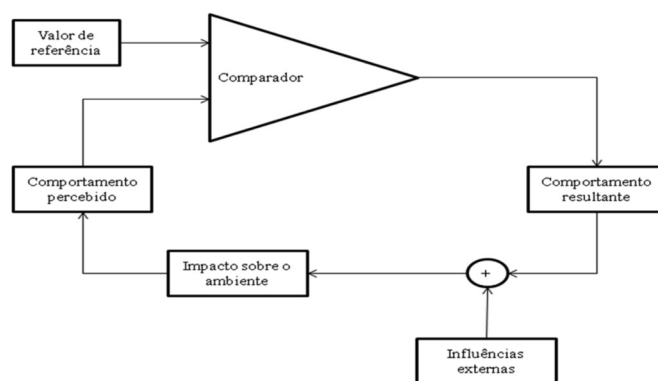 Valor de
referência
Comparador
Comportamento
percebido
Comportamento
resultante
Impacto sobre o
ambiente
+
Influências
externas